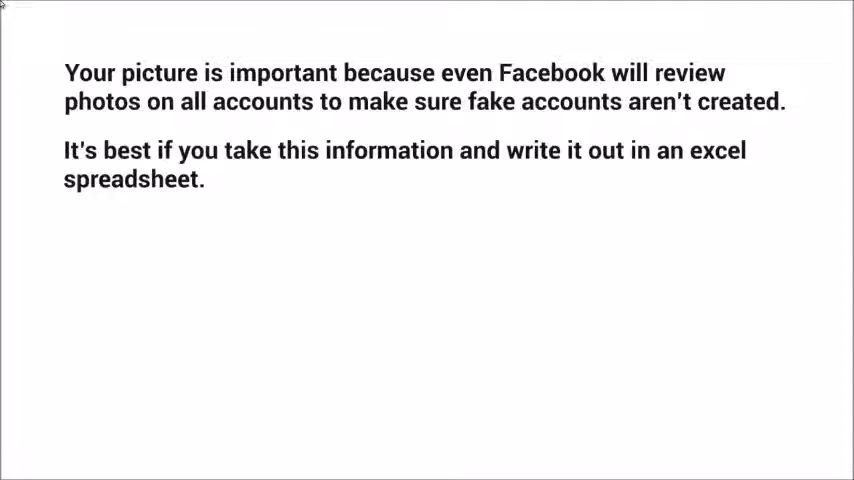 Your picture is important because even Facebook will review
photos on all accounts to make sure fake accounts aren't created.
It's best if you take this information and write it out in an excel
spreadsheet.